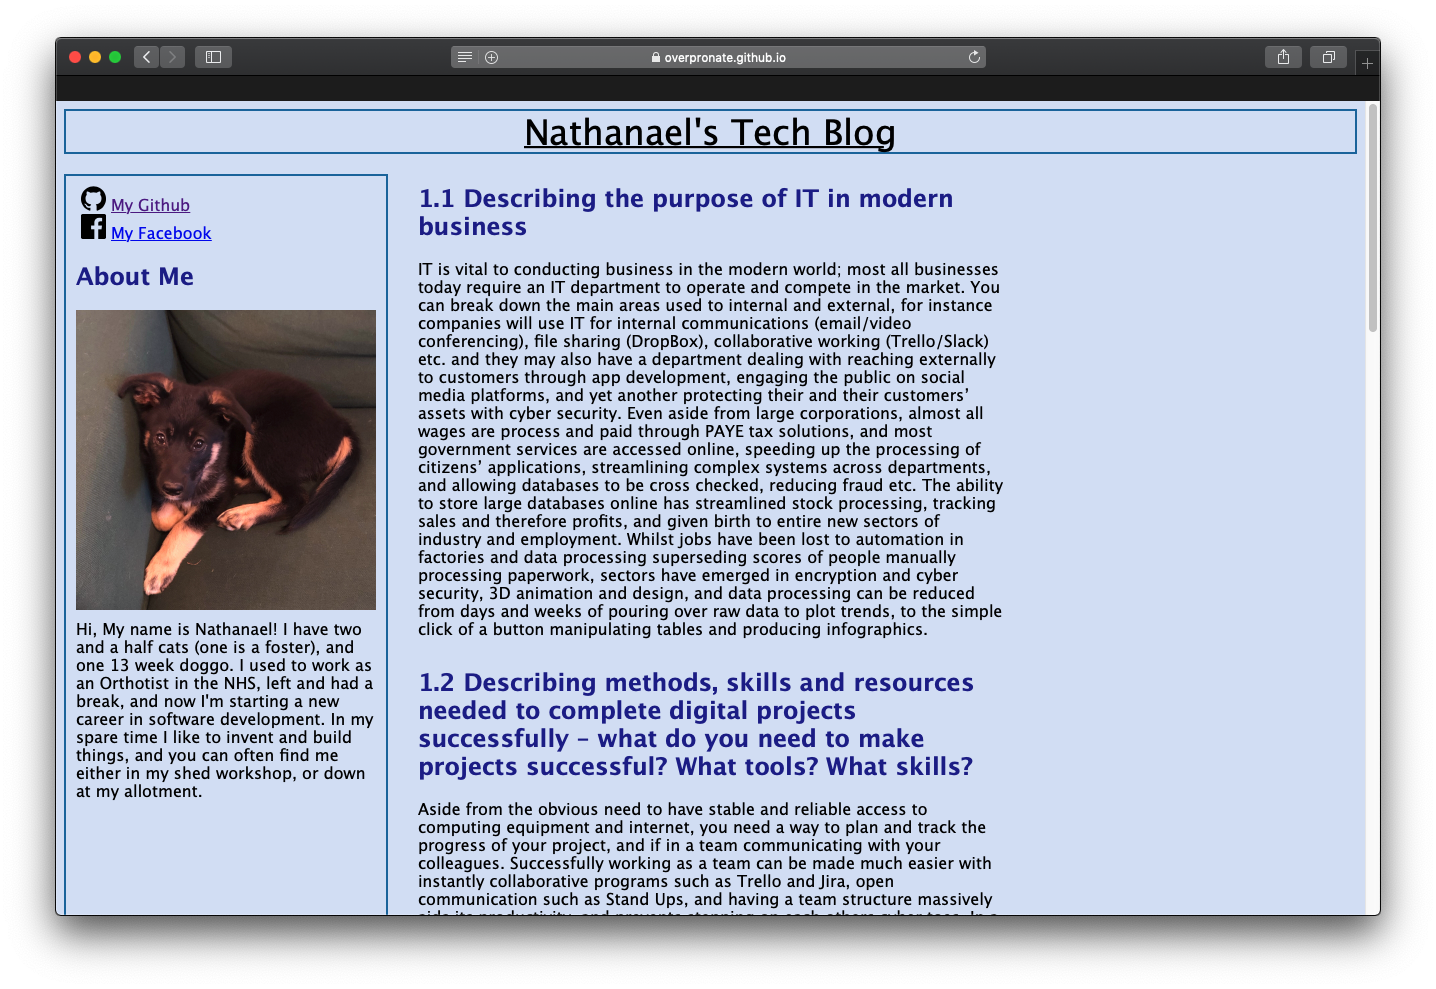 overpronate.github.io
Nathanael's Tech Blog
My Github
My Facebook
About Me
Hi, My name is Nathanael! I have two
and a half cats (one is a foster), and
one 13 week doggo. I used to work as
an Orthotist in the NHS, left and had a
break, and now I'm starting a new
career in software development. In my
spare time I like to invent and build
things, and you can often find me
either in my shed workshop, or down
at my allotment.
1.1 Describing the purpose of IT in modern
business
IT is vital to conducting business in the modern world; most all businesses
today require an IT department to operate and compete in the market. You
can break down the main areas used to internal and external, for instance
companies will use IT for internal communications (email/video
conferencing), file sharing (DropBox), collaborative working (Trello/Slack)
etc. and they may also have a department dealing with reaching externally
to customers through app development, engaging the public on social
media platforms, and yet another protecting their and their customers’
assets with cyber security. Even aside from large corporations, almost all
wages are process and paid through PAYE tax solutions, and most
government services are accessed online, speeding up the processing of
citizens’ applications, streamlining complex systems across departments,
and allowing databases to be cross checked, reducing fraud etc. The ability
to store large databases online has streamlined stock processing, tracking
sales and therefore profits, and given birth to entire new sectors of
industry and employment. Whilst jobs have been lost to automation in
factories and data processing superseding scores of people manually
processing paperwork, sectors have emerged in encryption and cyber
security, 3D animation and design, and data processing can be reduced
from days and weeks of pouring over raw data to plot trends, to the simple
click of a button manipulating tables and producing infographics.
1.2 Describing methods, skills and resources
needed to complete digital projects
successfully – what do you need to make
projects successful? What tools? What skills?
Aside from the obvious need to have stable and reliable access to
computing equipment and internet, you need a way to plan and track the
progress of your project, and if in a team communicating with your
colleagues. Successfully working as a team can be made much easier with
instantly collaborative programs such as Trello and Jira, open
communication such as Stand Ups, and having a team structure massively